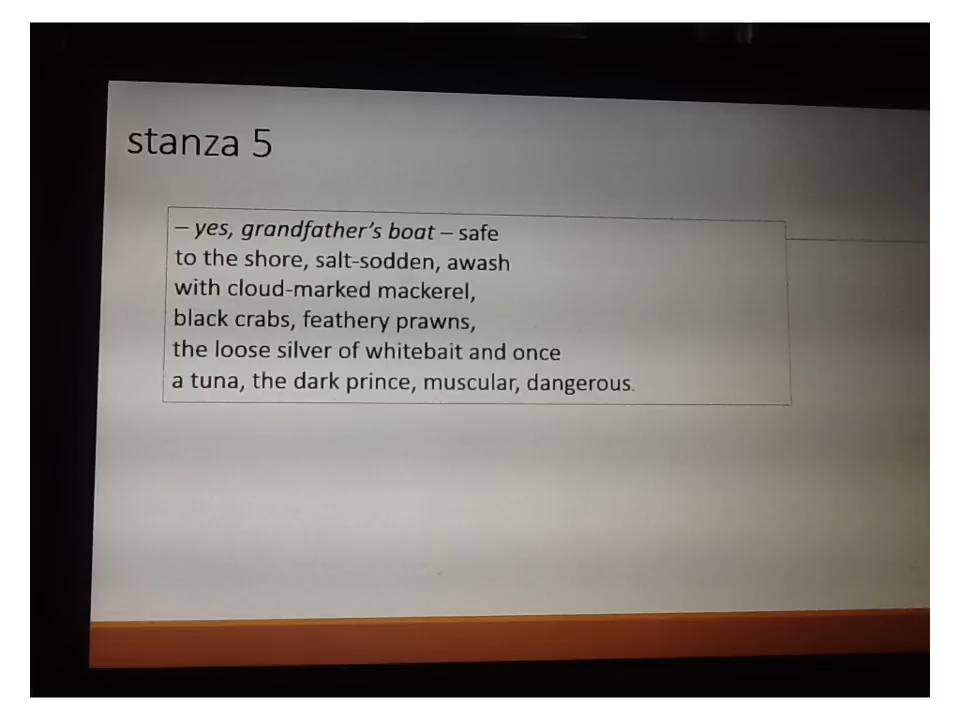 stanza 5
– yes, grandfather's boat – safe
to the shore, salt-sodden, awash
with cloud-marked mackerel,
black crabs, feathery prawns,
the loose silver of whitebait and once
a tuna, the dark prince, muscular, dangerous.